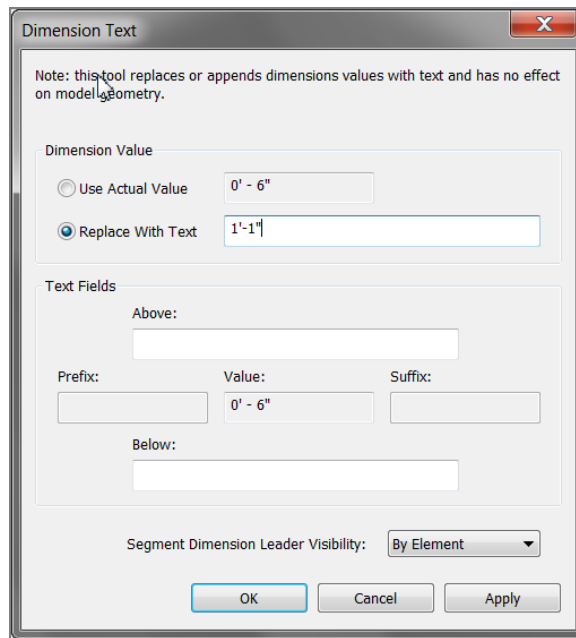 Dimension Text
Note: this tool replaces or appends dimensions values with text and has no effect
on model geometry.
Dimension Value
Use Actual Value 0' - 6"
Replace With Text 1'-1"
Text Fields
Above:
Prefix: Value: Suffix:
0' - 6"
Below:
Segment Dimension Leader Visibility: By Element
OK Cancel Apply